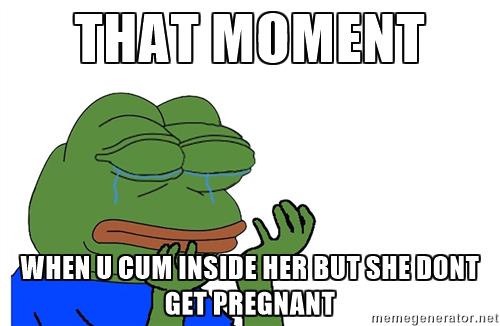 THAT MOMENT
WHEN U CUM INSIDE HER BUT SHE DONT
GET PREGNANT
memegenerator.net